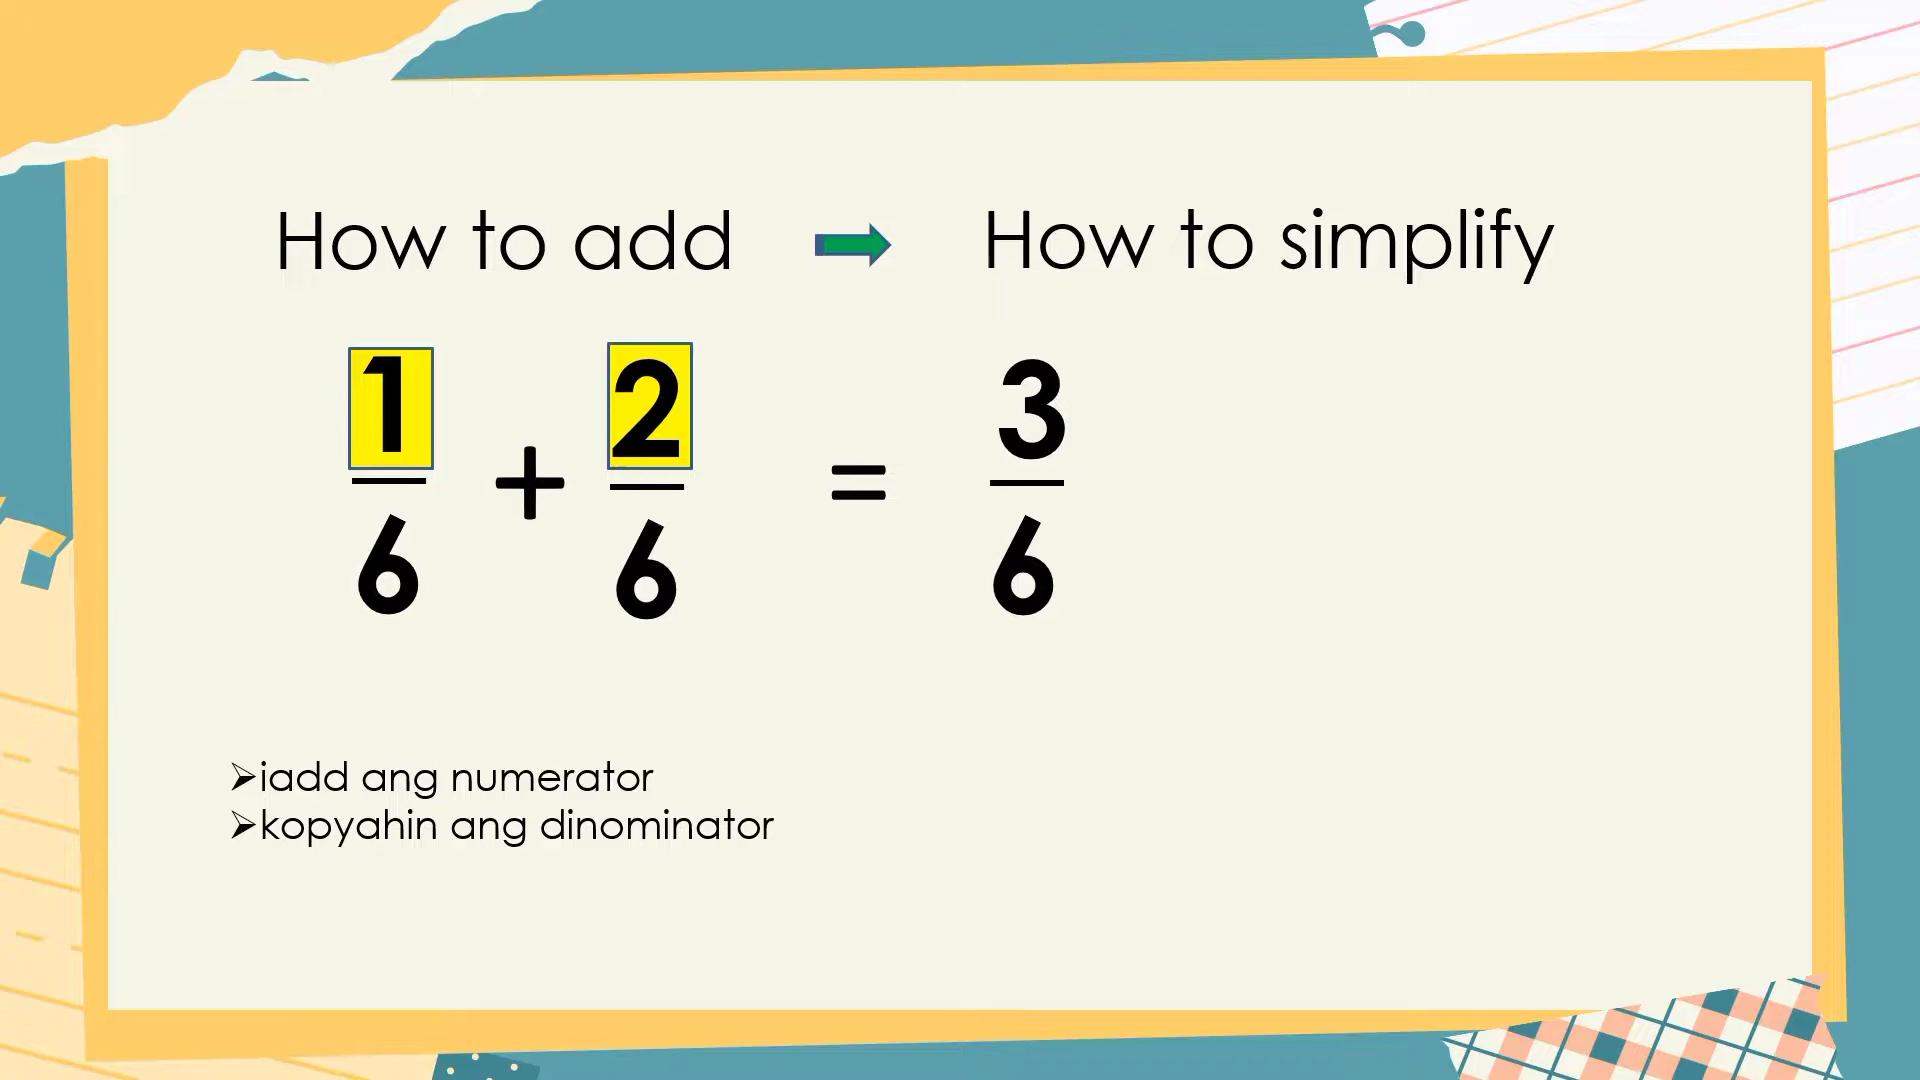 How to add
How to simplify
1/6 + 2/6 = 3/6
➢iadd ang numerator
➢kopyahin ang dinominator